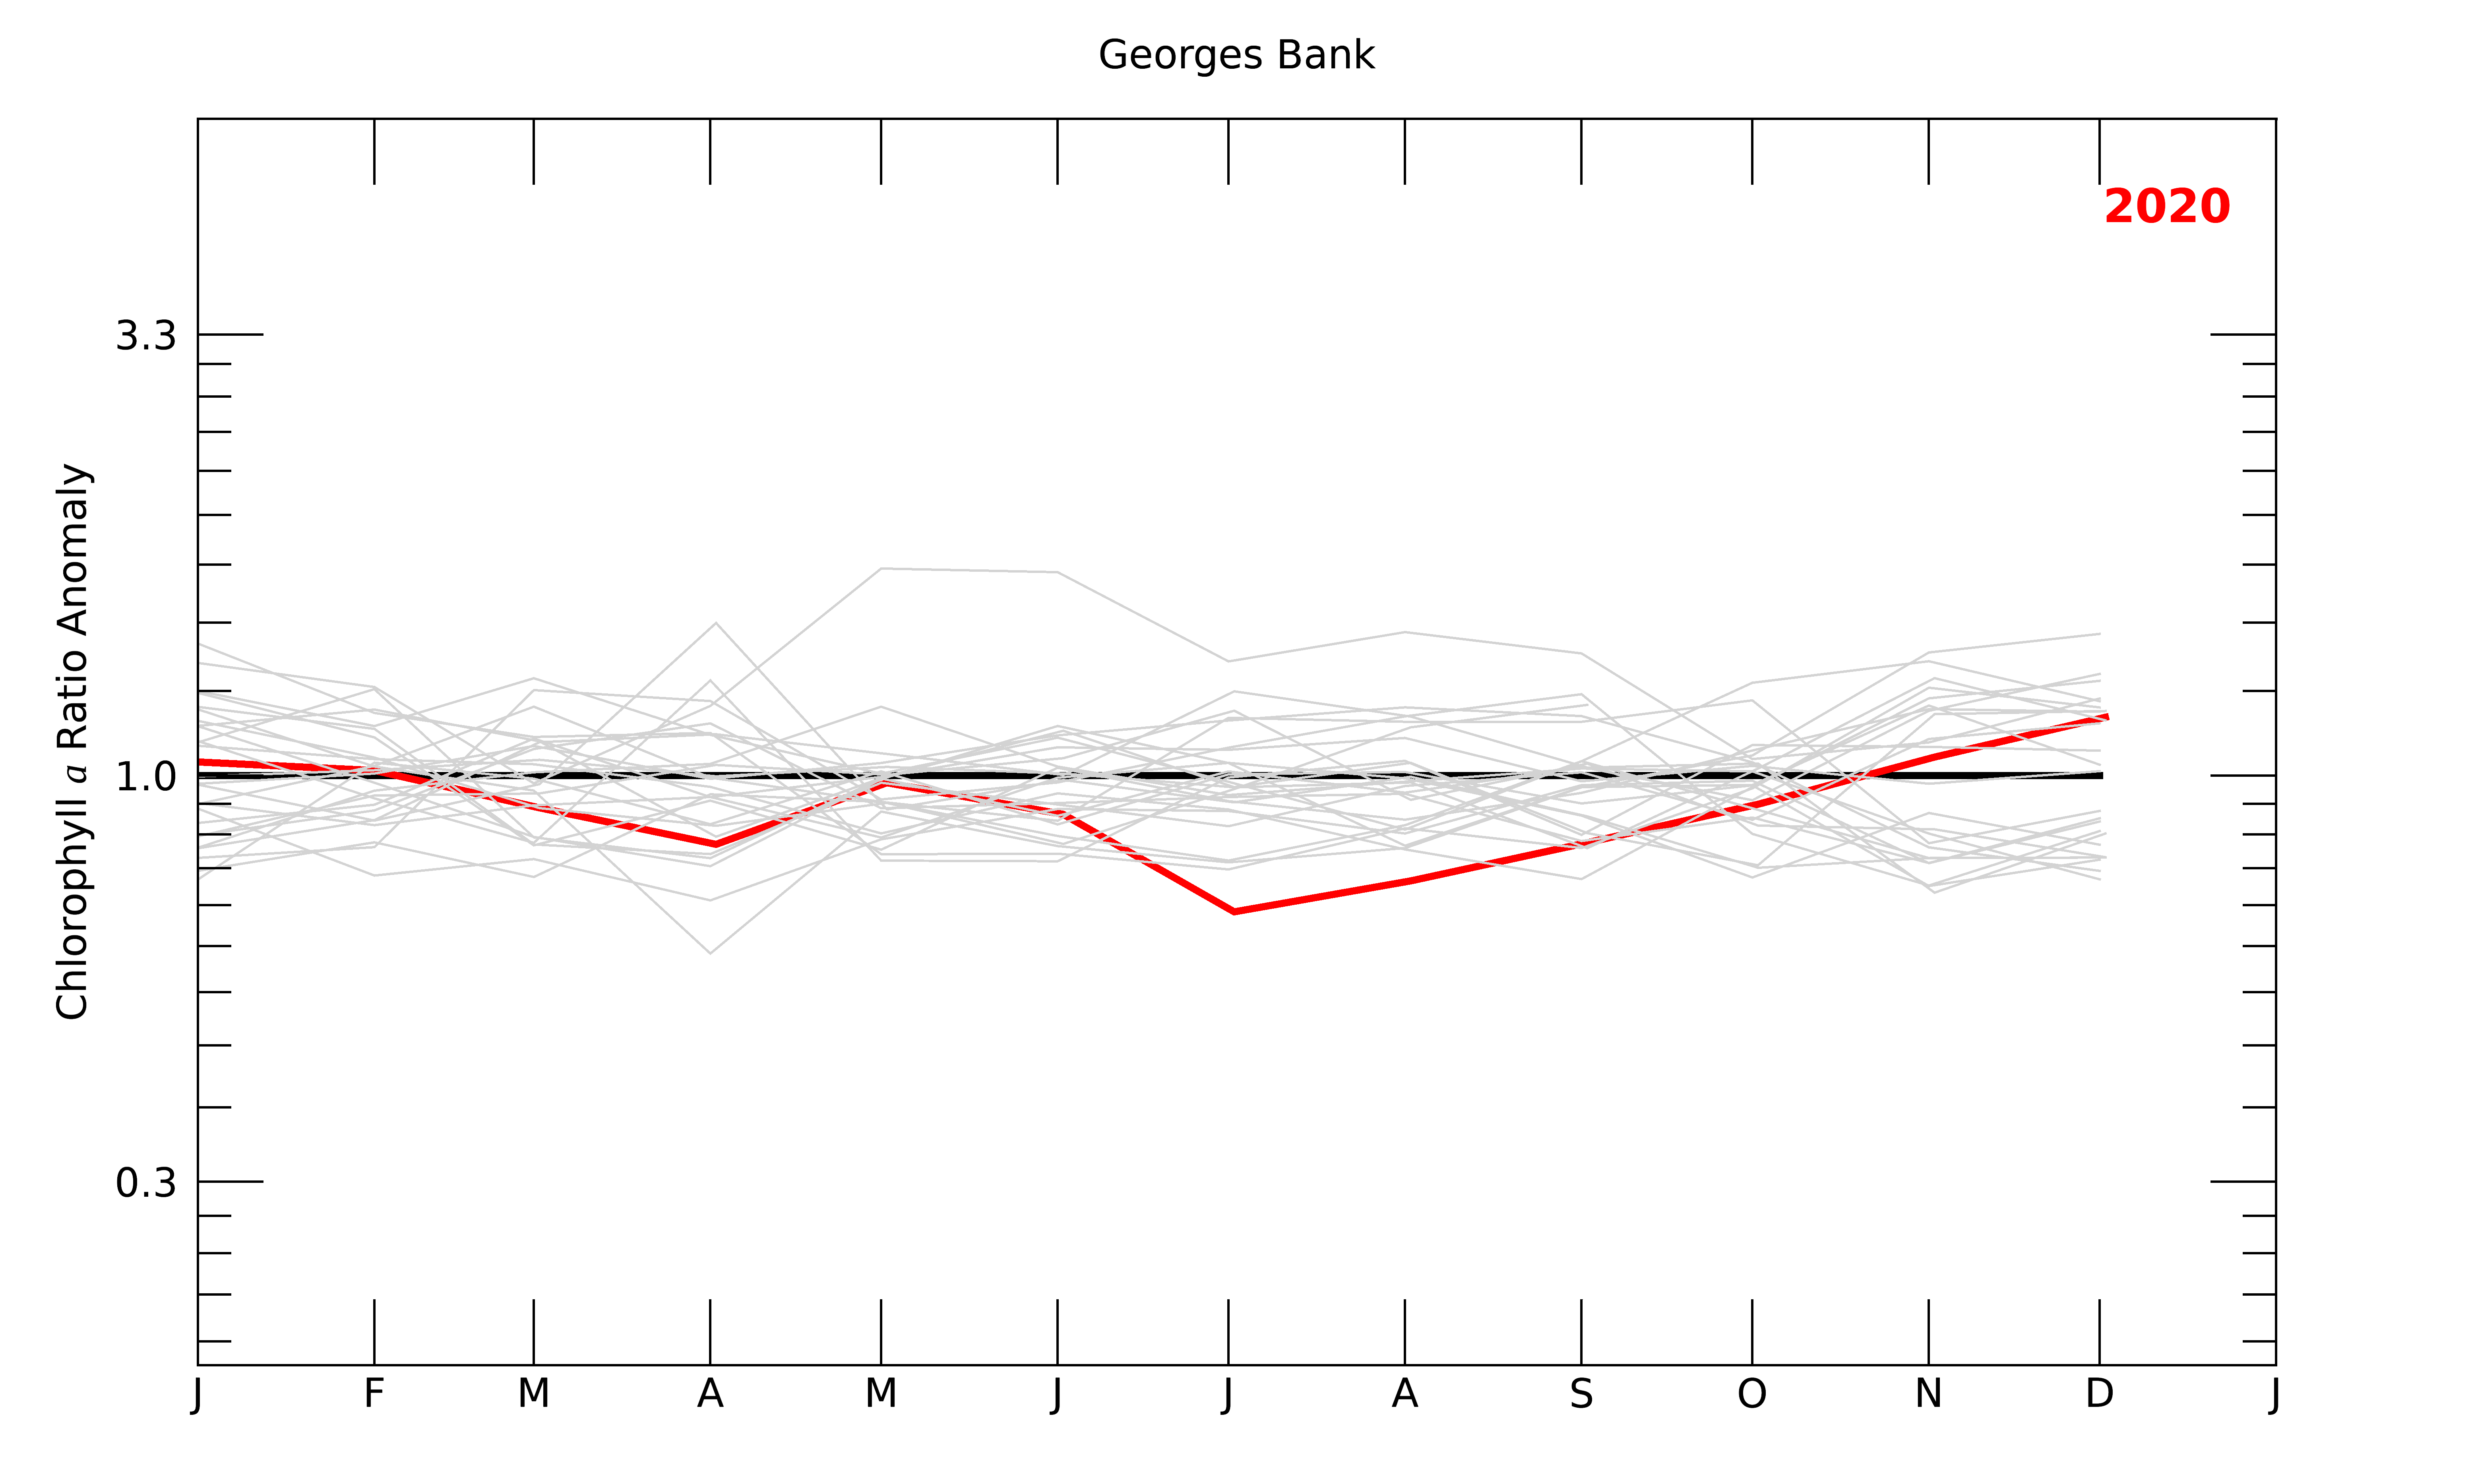 Georges Bank
2020
3.3
1.0
0.3
Chlorophyll a Ratio Anomaly
J F M A M J J A S O N D J